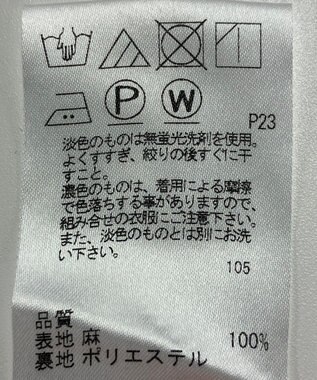 P W
P23
淡色のものは無蛍光洗剤を使用。
よくすすぎ、絞りの後すぐに干
すこと。
濃色のものは、着用による摩擦
で色落ちする事がありますので、
組み合せの衣服にご注意下さい。
また、淡色のものとは別にお洗
い下さい。
105
品質
表地 麻 100%
裏地 ポリエステル